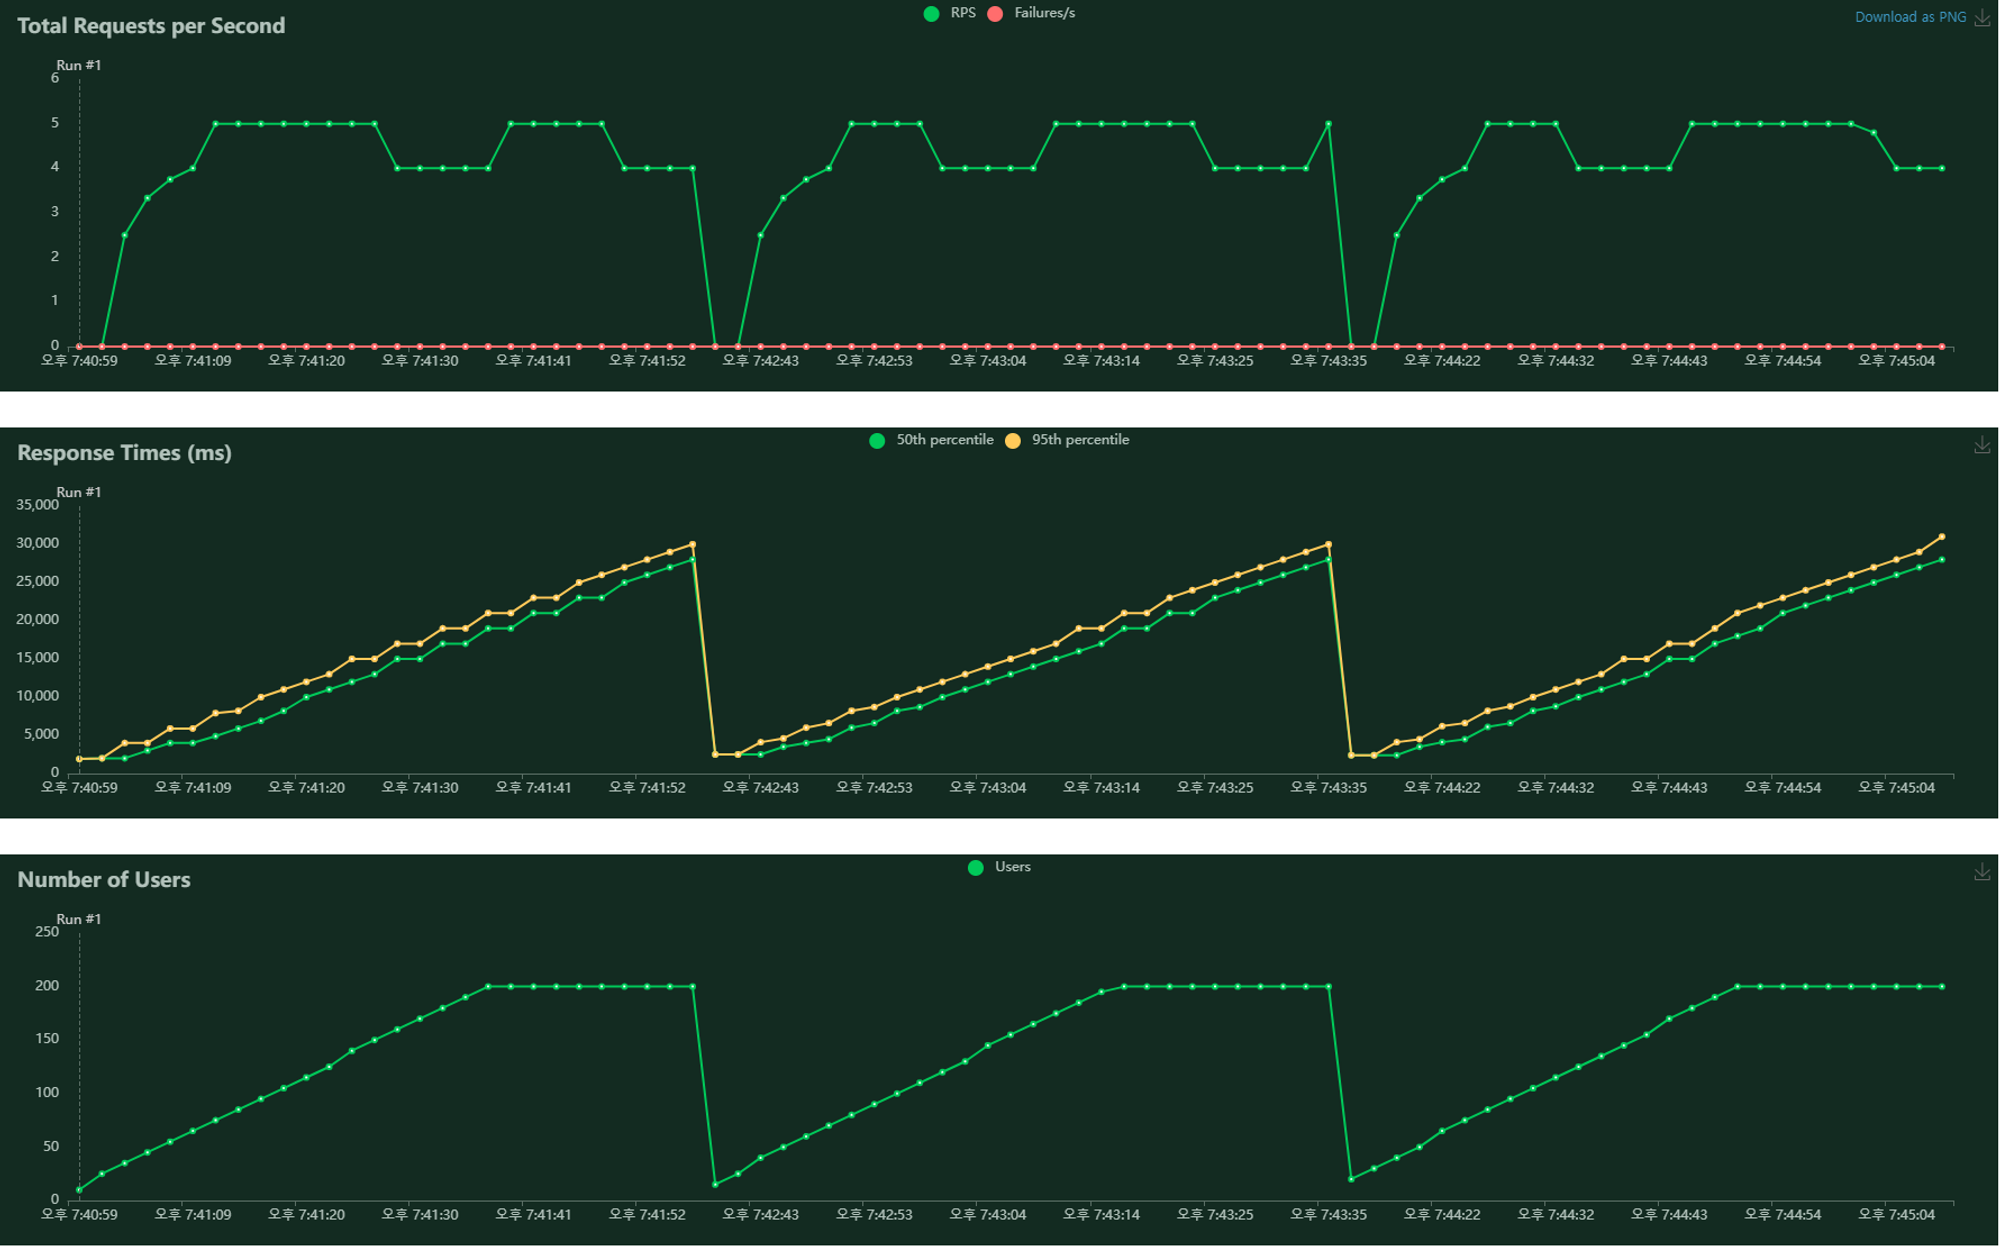 Total Requests per Second
RPS Failures/s
Download as PNG
Run #1
6
5
4
3
2
1
0
오후 7:40:59 오후 7:41:09 오후 7:41:20 오후 7:41:30 오후 7:41:41 오후 7:41:52 오후 7:42:43 오후 7:42:53 오후 7:43:04 오후 7:43:14 오후 7:43:25 오후 7:43:35 오후 7:44:22 오후 7:44:32 오후 7:44:43 오후 7:44:54 오후 7:45:04
Response Times (ms)
50th percentile 95th percentile
Run #1
35,000
30,000
25,000
20,000
15,000
10,000
5,000
0
오후 7:40:59 오후 7:41:09 오후 7:41:20 오후 7:41:30 오후 7:41:41 오후 7:41:52 오후 7:42:43 오후 7:42:53 오후 7:43:04 오후 7:43:14 오후 7:43:25 오후 7:43:35 오후 7:44:22 오후 7:44:32 오후 7:44:43 오후 7:44:54 오후 7:45:04
Number of Users
Users
Run #1
250
200
150
100
50
0
오후 7:40:59 오후 7:41:09 오후 7:41:20 오후 7:41:30 오후 7:41:41 오후 7:41:52 오후 7:42:43 오후 7:42:53 오후 7:43:04 오후 7:43:14 오후 7:43:25 오후 7:43:35 오후 7:44:22 오후 7:44:32 오후 7:44:43 오후 7:44:54 오후 7:45:04